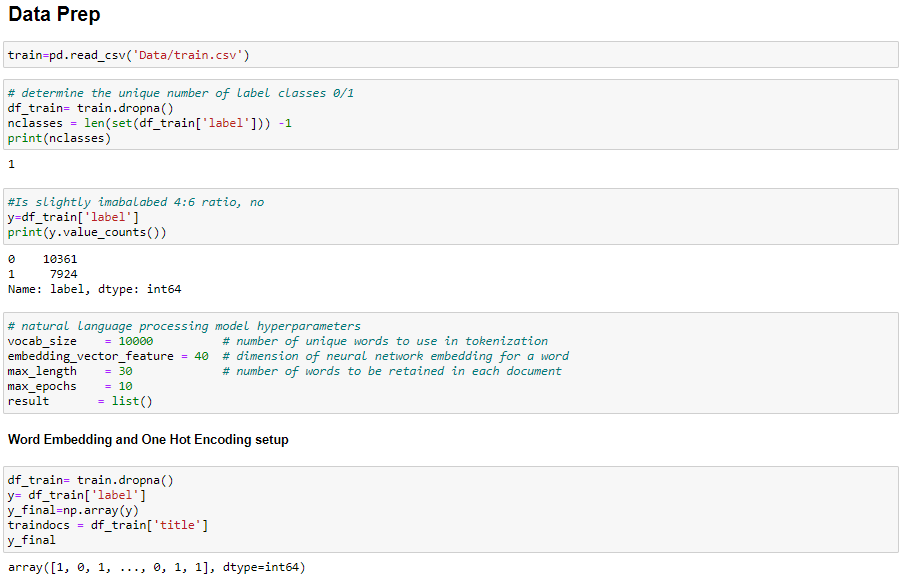 Data Prep
train=pd.read_csv('Data/train.csv')
# determine the unique number of label classes 0/1
df_train= train.dropna()
nclasses = len(set(df_train['label'])) -1
print(nclasses)
1
#Is slightly imabalabed 4:6 ratio, no
y=df_train['label']
print(y.value_counts())
0    10361
1     7924
Name: label, dtype: int64
# natural language processing model hyperparameters
vocab_size    = 10000          # number of unique words to use in tokenization
embedding_vector_feature = 40  # dimension of neural network embedding for a word
max_length    = 30             # number of words to be retained in each document
max_epochs    = 10
result       = list()
Word Embedding and One Hot Encoding setup
df_train= train.dropna()
y= df_train['label']
y_final=np.array(y)
traindocs = df_train['title']
y_final
array([1, 0, 1, ..., 0, 1, 1], dtype=int64)